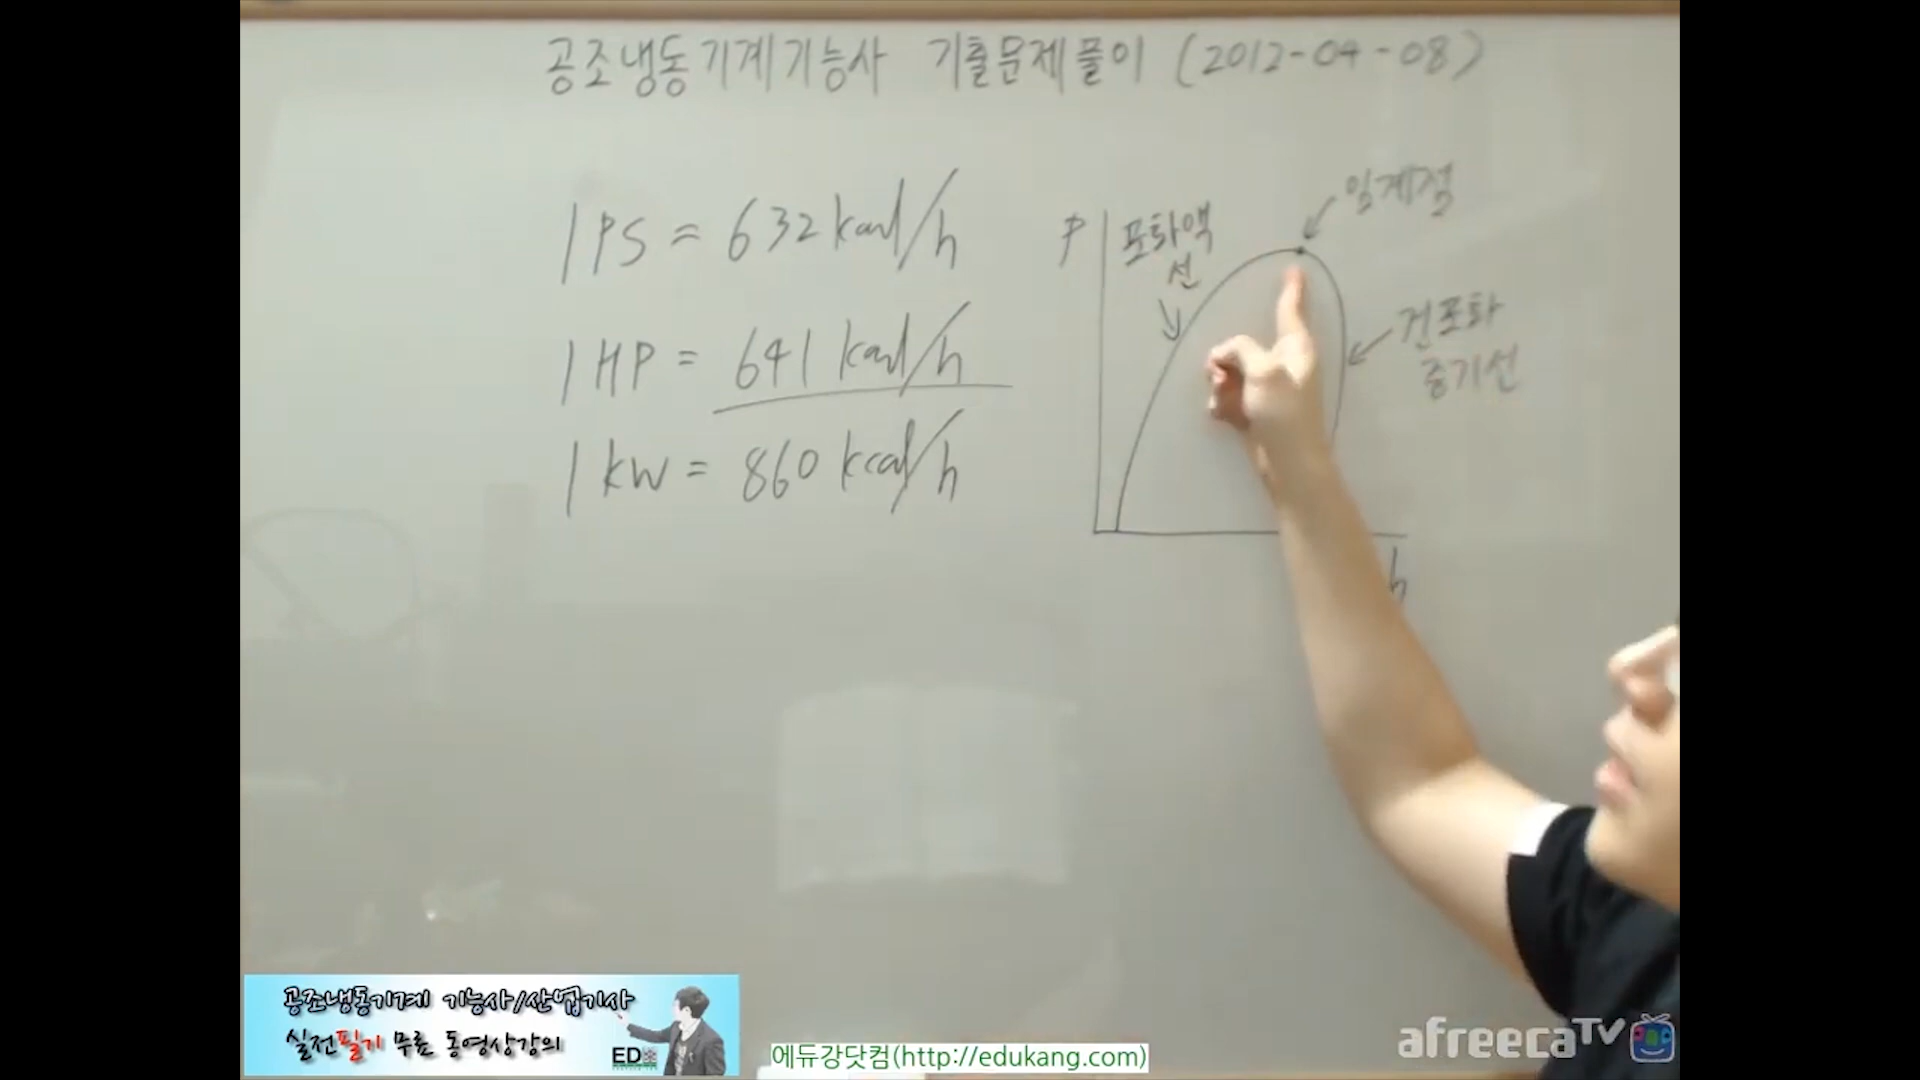 공조냉동기계기능사 기출문제풀이 (2012-04-08)
1PS = 632 kcal/h
1HP = 641 kcal/h
1kW = 860 kcal/h
P
포화액
선
임계점
건포화
증기선
h
공조냉동기계 기능사/산업기사
실전필기 무료 동영상강의
에듀강닷컴(http://edukang.com)
afreecaTV